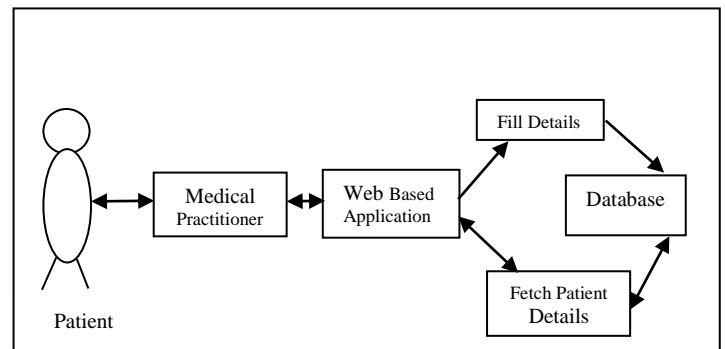 Fill Details
Medical
Practitioner
Web Based
Application
Database
Fetch Patient
Details
Patient